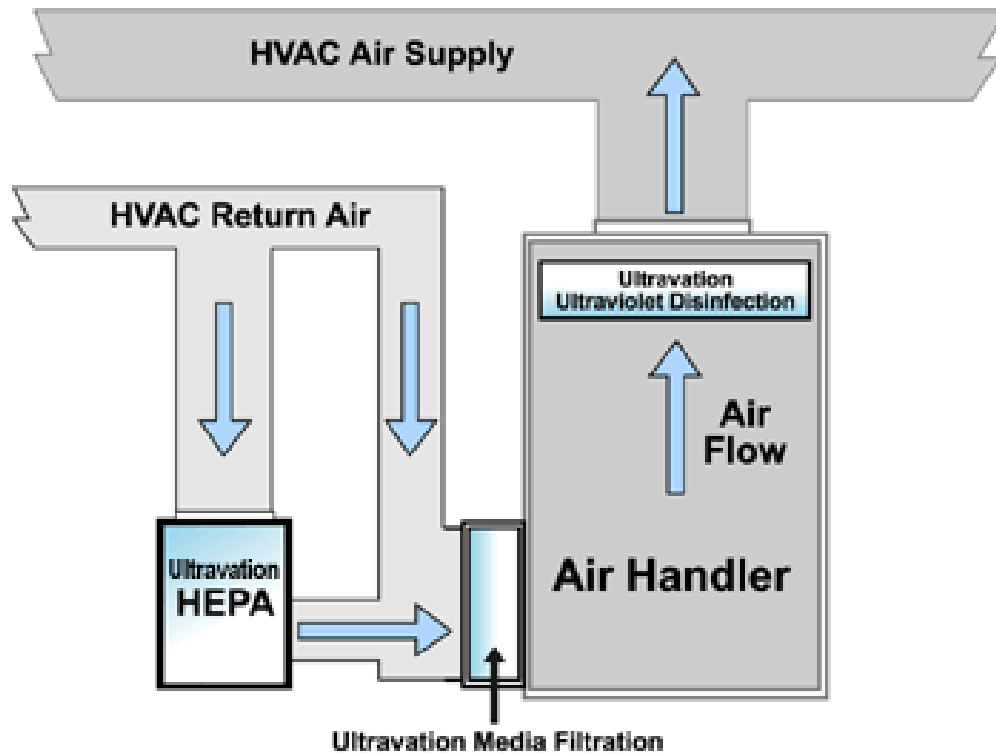 HVAC Air Supply
HVAC Return Air
Ultravation
Ultraviolet Disinfection
Air
Flow
Ultravation
HEPA
Air Handler
Ultravation Media Filtration